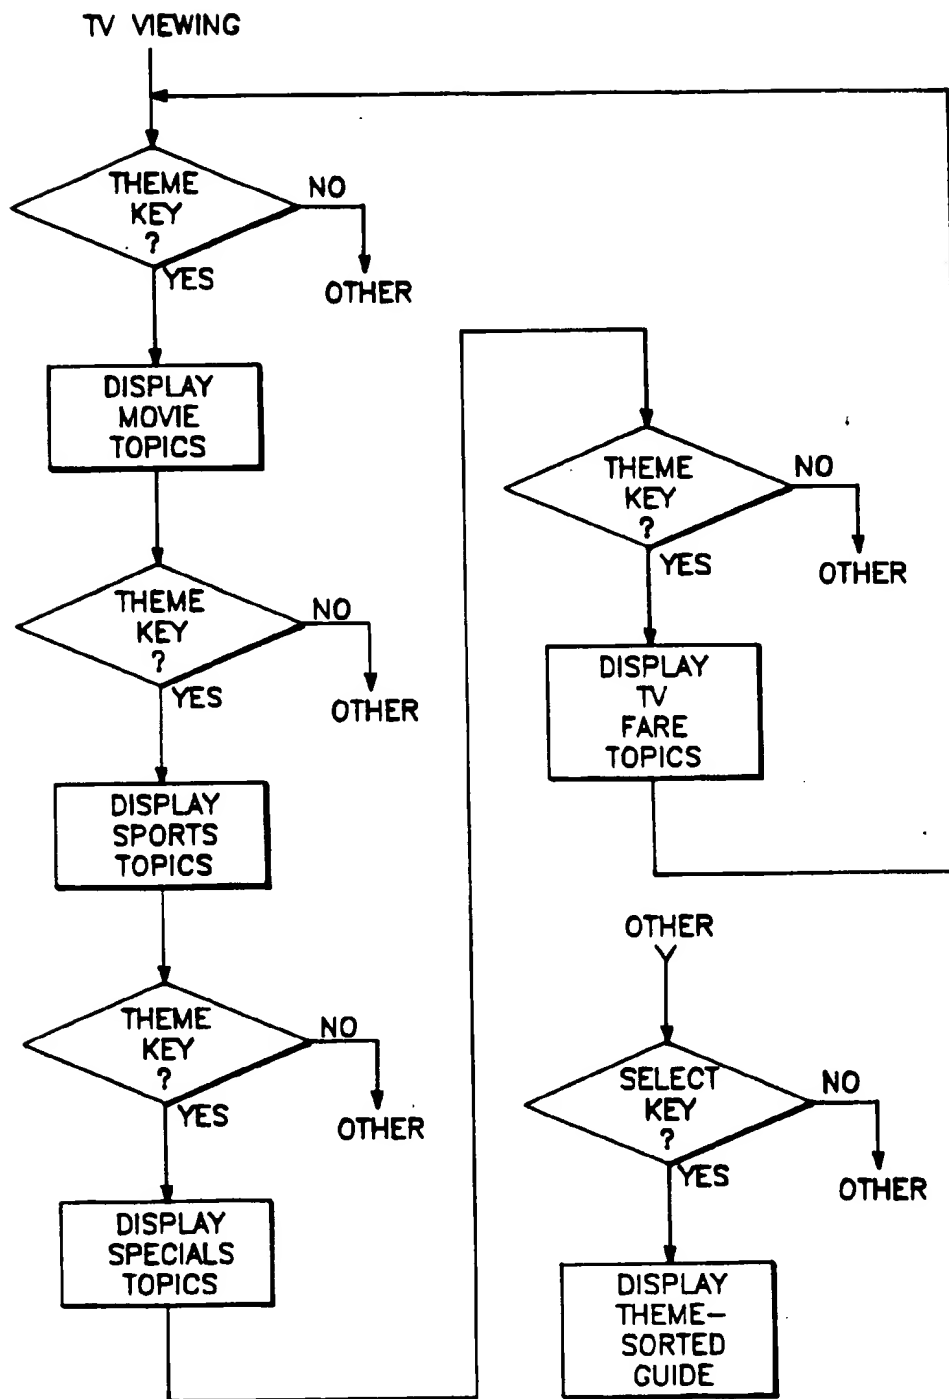 TV VIEWING
THEME
KEY
?
NO
YES
OTHER
DISPLAY
MOVIE
TOPICS
THEME
KEY
?
NO
YES
OTHER
DISPLAY
SPORTS
TOPICS
THEME
KEY
?
NO
YES
OTHER
DISPLAY
SPECIALS
TOPICS
THEME
KEY
?
NO
YES
OTHER
DISPLAY
TV
FARE
TOPICS
OTHER
SELECT
KEY
?
NO
YES
OTHER
DISPLAY
THEME-
SORTED
GUIDE